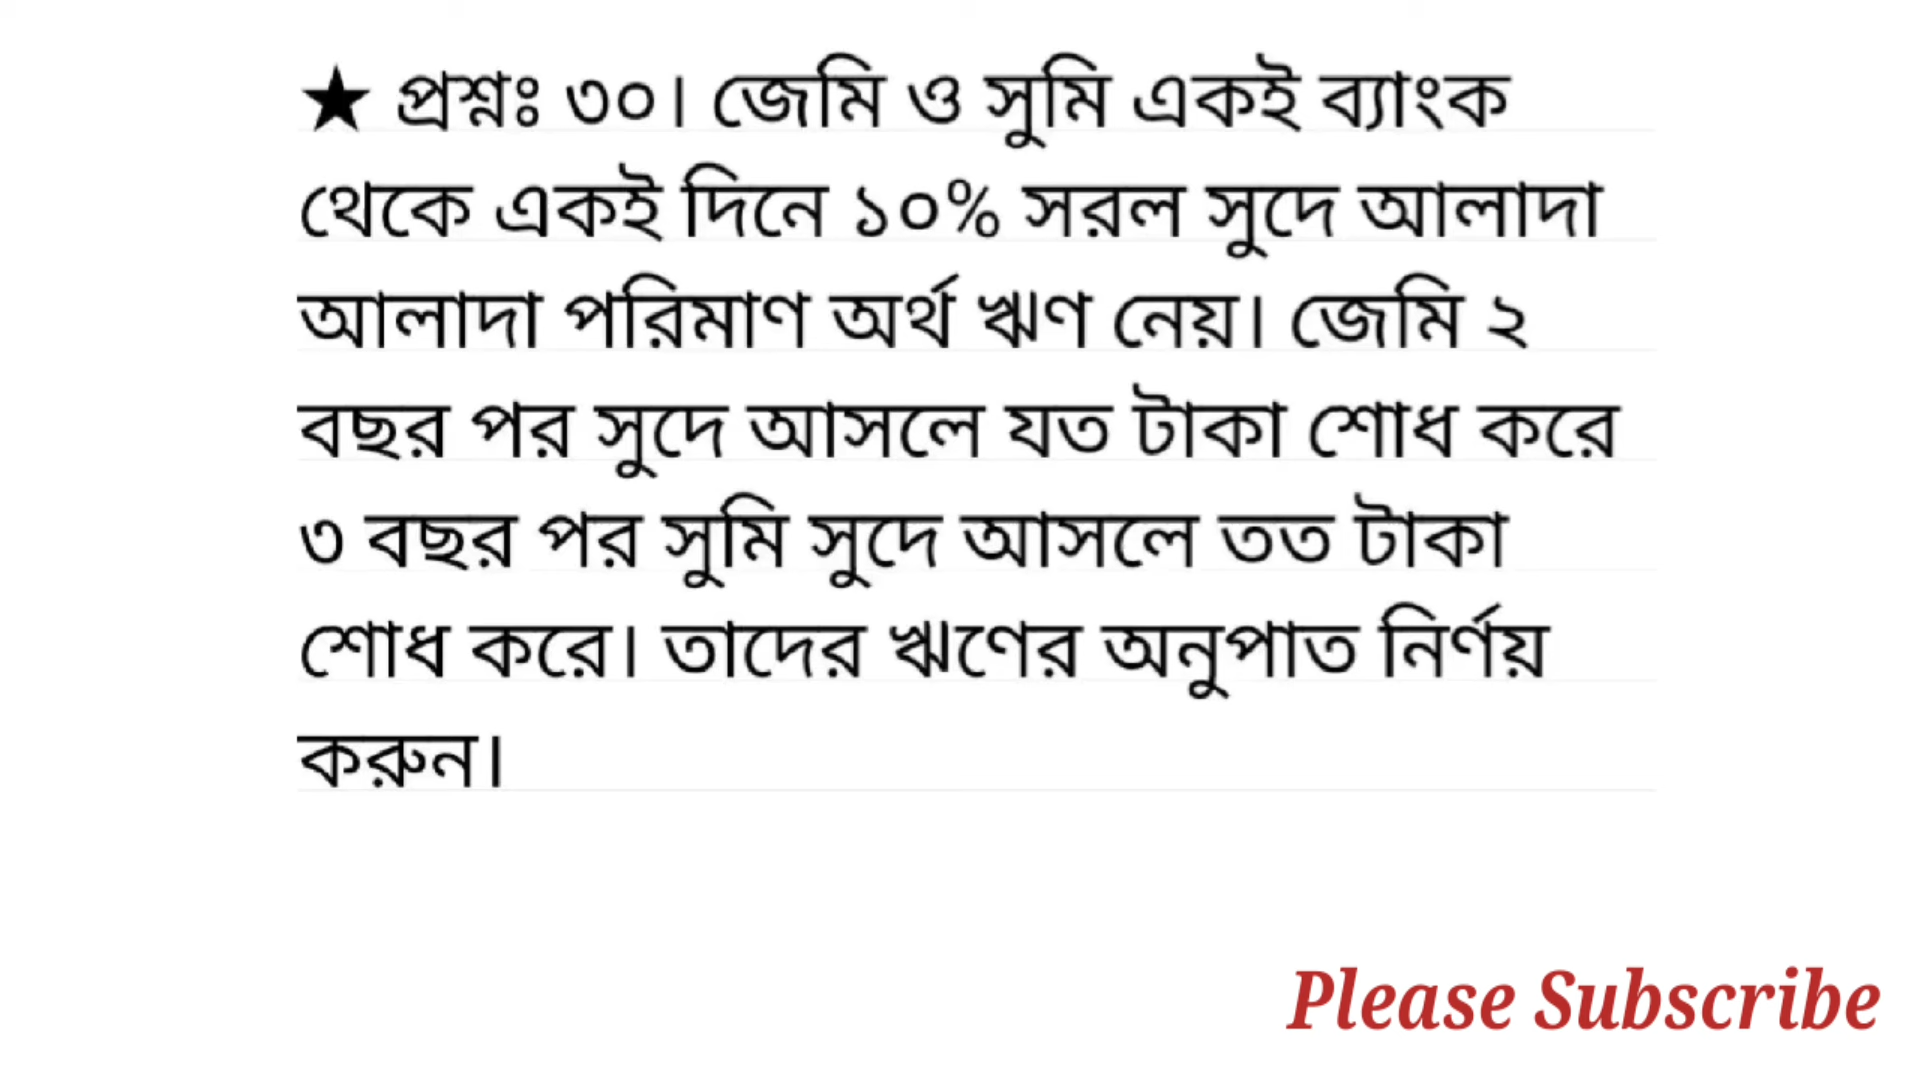 ★ প্রশ্নঃ ৩০। জেমি ও সুমি একই ব্যাংক
থেকে একই দিনে ১০% সরল সুদে আলাদা
আলাদা পরিমাণ অর্থ ঋণ নেয়। জেমি ২
বছর পর সুদে আসলে যত টাকা শোধ করে
৩ বছর পর সুমি সুদে আসলে তত টাকা
শোধ করে। তাদের ঋণের অনুপাত নির্ণয়
করুন।
Please Subscribe